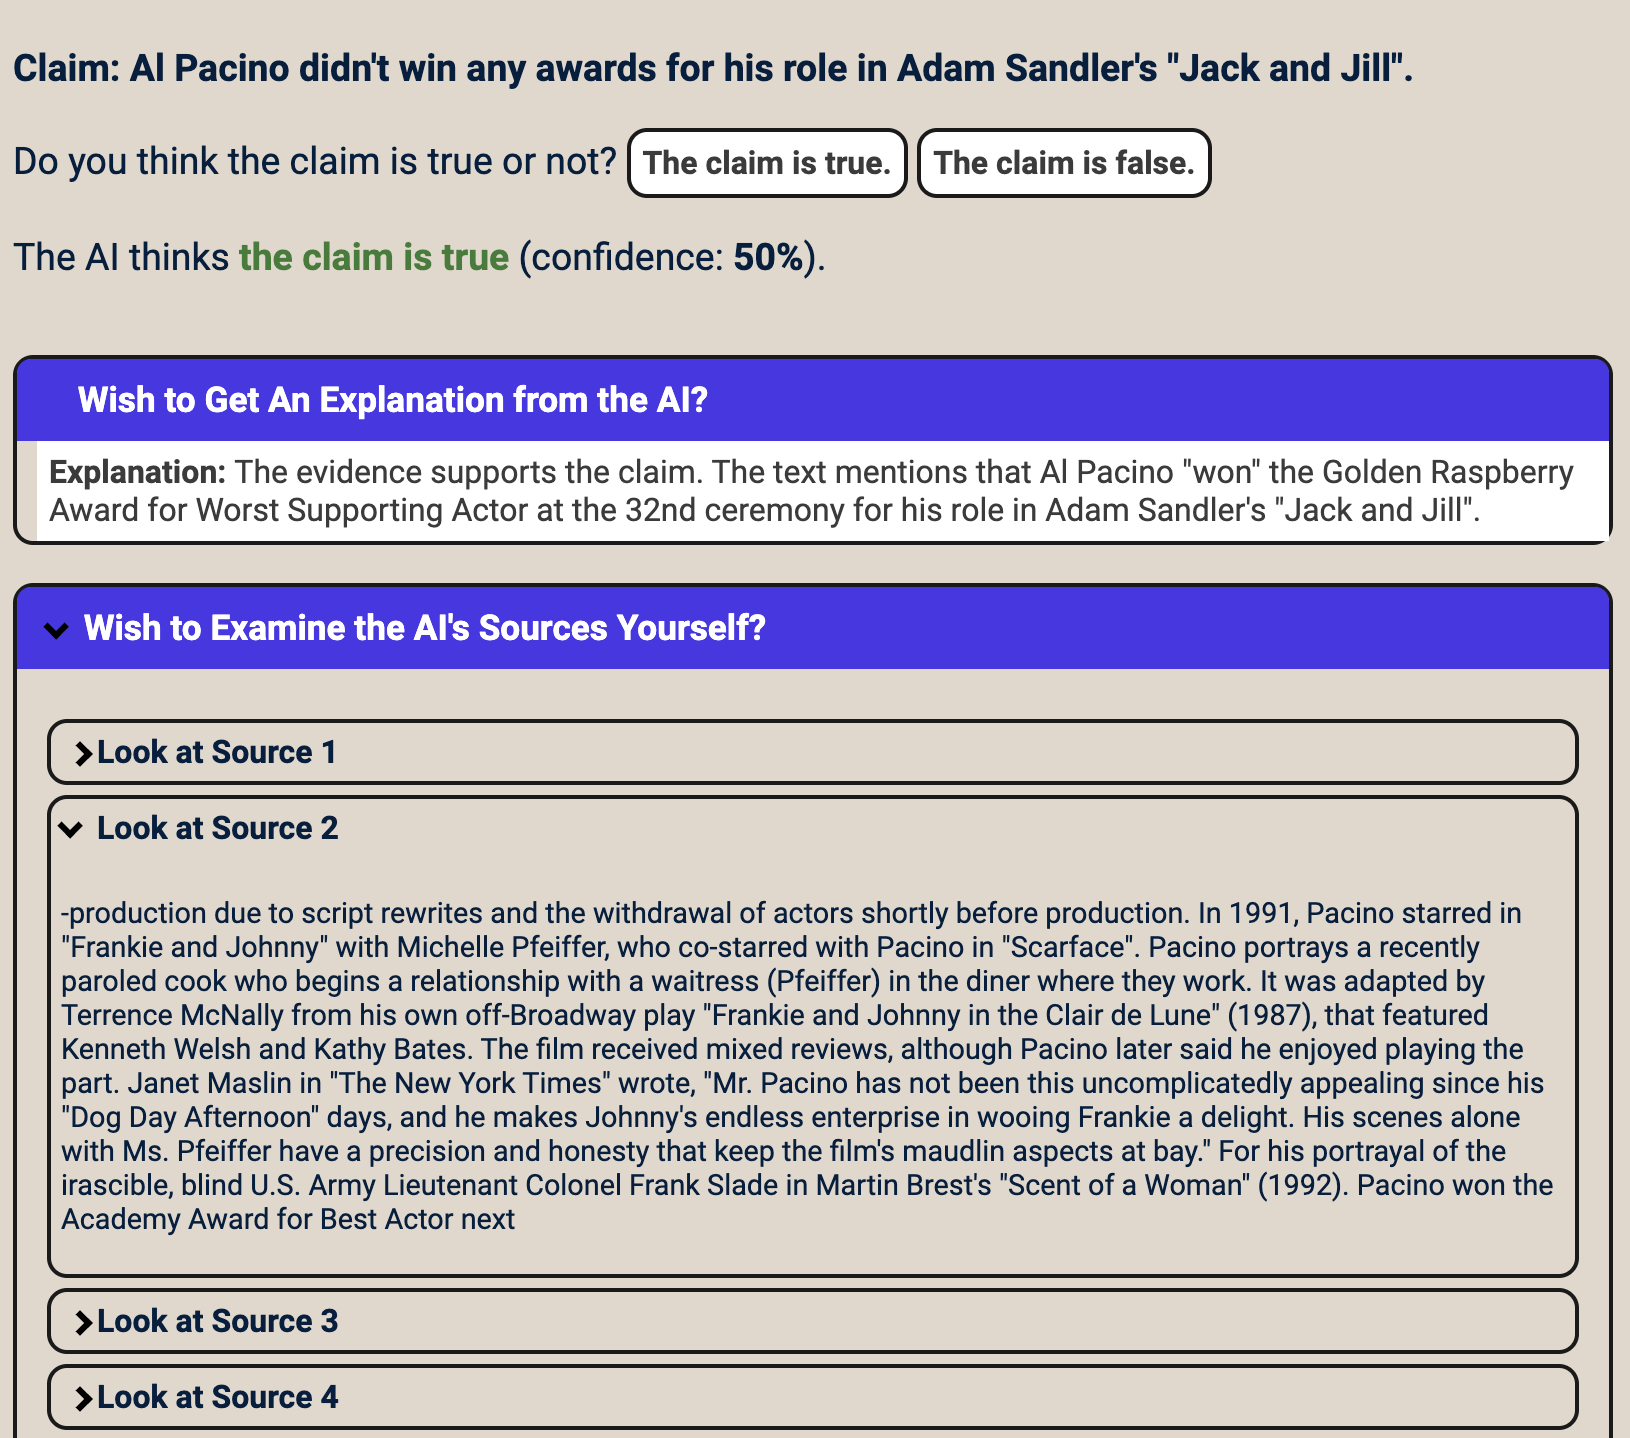 Claim: Al Pacino didn't win any awards for his role in Adam Sandler's "Jack and Jill".
Do you think the claim is true or not? The claim is true. The claim is false.
The AI thinks the claim is true (confidence: 50%).
Wish to Get An Explanation from the AI?
Explanation: The evidence supports the claim. The text mentions that Al Pacino "won" the Golden Raspberry
Award for Worst Supporting Actor at the 32nd ceremony for his role in Adam Sandler's "Jack and Jill".
Wish to Examine the AI's Sources Yourself?
Look at Source 1
Look at Source 2
-production due to script rewrites and the withdrawal of actors shortly before production. In 1991, Pacino starred in
"Frankie and Johnny" with Michelle Pfeiffer, who co-starred with Pacino in "Scarface". Pacino portrays a recently
paroled cook who begins a relationship with a waitress (Pfeiffer) in the diner where they work. It was adapted by
Terrence McNally from his own off-Broadway play "Frankie and Johnny in the Clair de Lune" (1987), that featured
Kenneth Welsh and Kathy Bates. The film received mixed reviews, although Pacino later said he enjoyed playing the
part. Janet Maslin in "The New York Times" wrote, "Mr. Pacino has not been this uncomplicatedly appealing since his
"Dog Day Afternoon" days, and he makes Johnny's endless enterprise in wooing Frankie a delight. His scenes alone
with Ms. Pfeiffer have a precision and honesty that keep the film's maudlin aspects at bay." For his portrayal of the
irascible, blind U.S. Army Lieutenant Colonel Frank Slade in Martin Brest's "Scent of a Woman" (1992). Pacino won the
Academy Award for Best Actor next
Look at Source 3
Look at Source 4